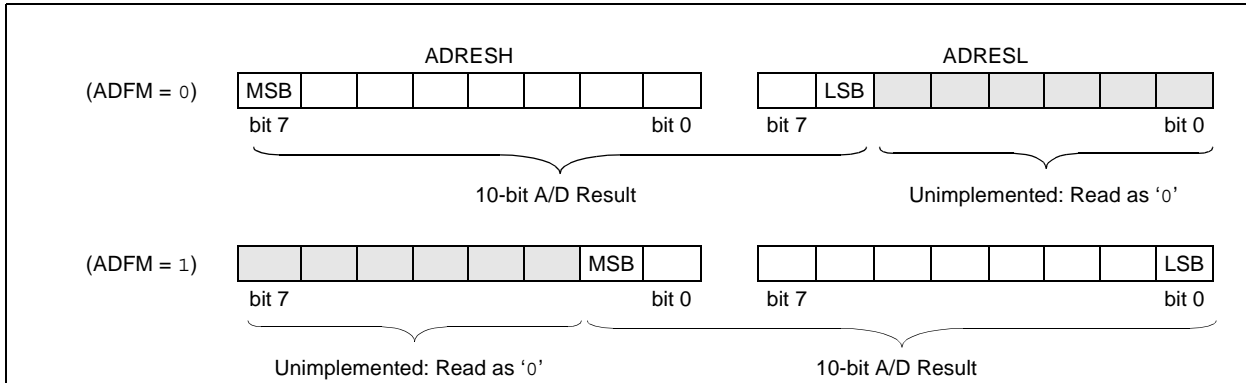 ADRESH ADRESL
(ADFM = 0) MSB LSB
bit 7 bit 0 bit 7 bit 0
10-bit A/D Result Unimplemented: Read as ‘0’
(ADFM = 1) MSB LSB
bit 7 bit 0 bit 7 bit 0
Unimplemented: Read as ‘0’ 10-bit A/D Result